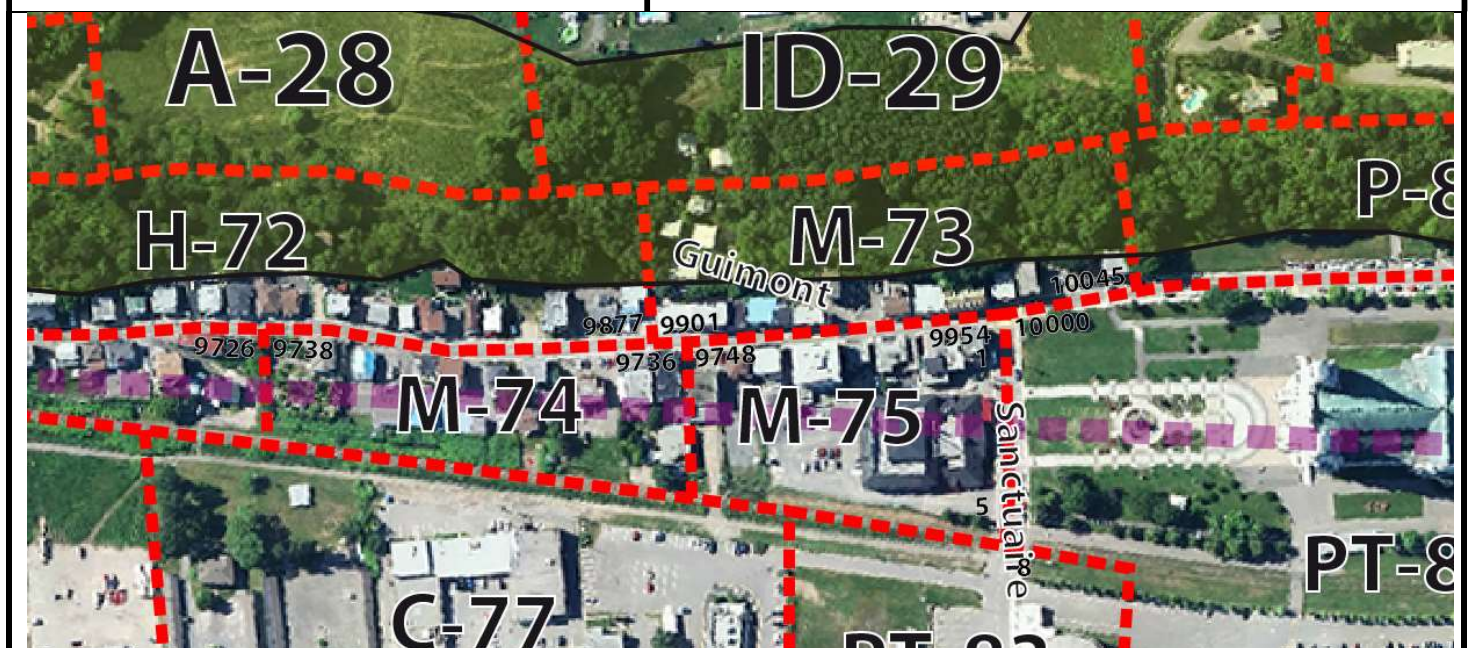 A-28
ID-29
P-8
H-72
M-73
Guimont
10045
9877
9901
9954
10000
9726
9738
9736
9748
1
M-74
M-75
Sanctuaire
5
8
PT-8
C-77